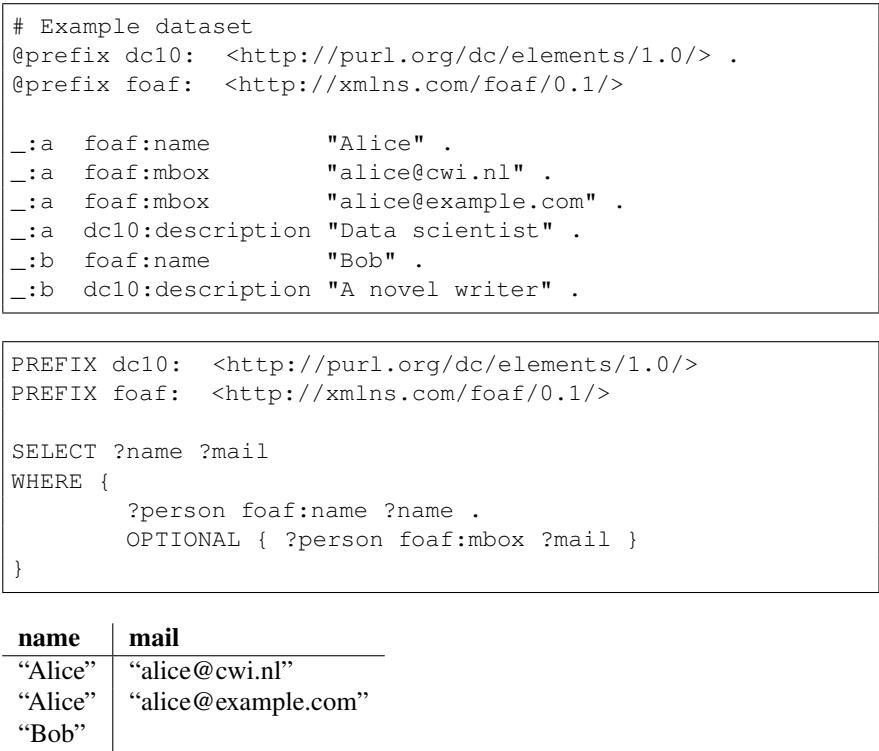 # Example dataset
@prefix dc10:  <http://purl.org/dc/elements/1.0/> .
@prefix foaf:  <http://xmlns.com/foaf/0.1/>
_:a  foaf:name        "Alice" .
_:a  foaf:mbox        "alice@cwi.nl" .
_:a  foaf:mbox        "alice@example.com" .
_:a  dc10:description "Data scientist" .
_:b  foaf:name        "Bob" .
_:b  dc10:description "A novel writer" .
PREFIX dc10:  <http://purl.org/dc/elements/1.0/>
PREFIX foaf:  <http://xmlns.com/foaf/0.1/>
SELECT ?name ?mail
WHERE {
        ?person foaf:name ?name .
        OPTIONAL { ?person foaf:mbox ?mail }
}
name mail
“Alice” “alice@cwi.nl”
“Alice” “alice@example.com”
“Bob”